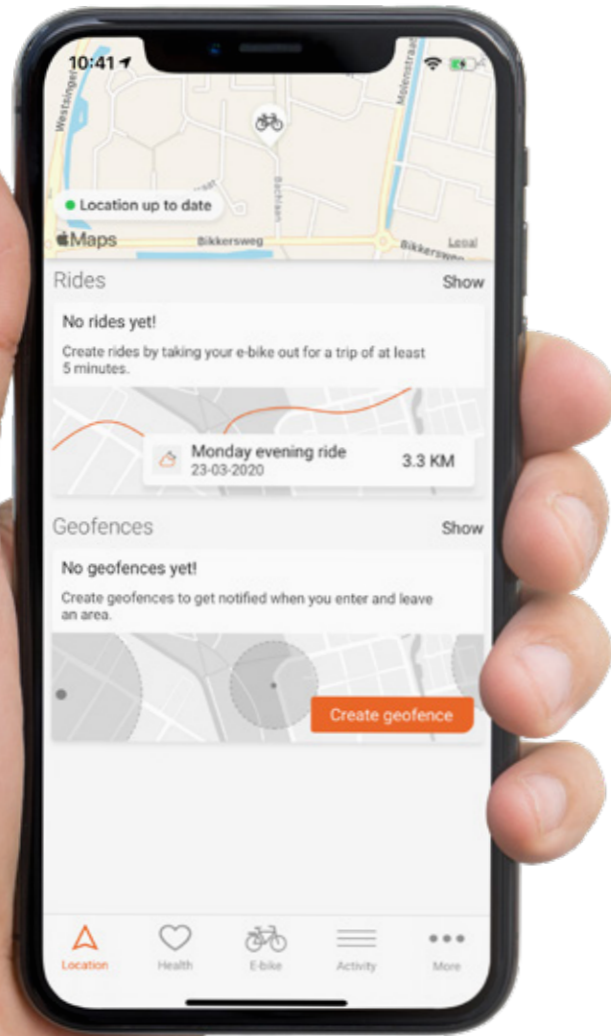 10:41
Westsingel
Molenstraat
Bachlaan
Location up to date
Maps
Bikkersweg
Bikkersweg
Legal
Rides
Show
No rides yet!
Create rides by taking your e-bike out for a trip of at least
5 minutes.
Monday evening ride
23-03-2020
3.3 KM
Geofences
Show
No geofences yet!
Create geofences to get notified when you enter and leave
an area.
Create geofence
Location
Health
E-bike
Activity
More